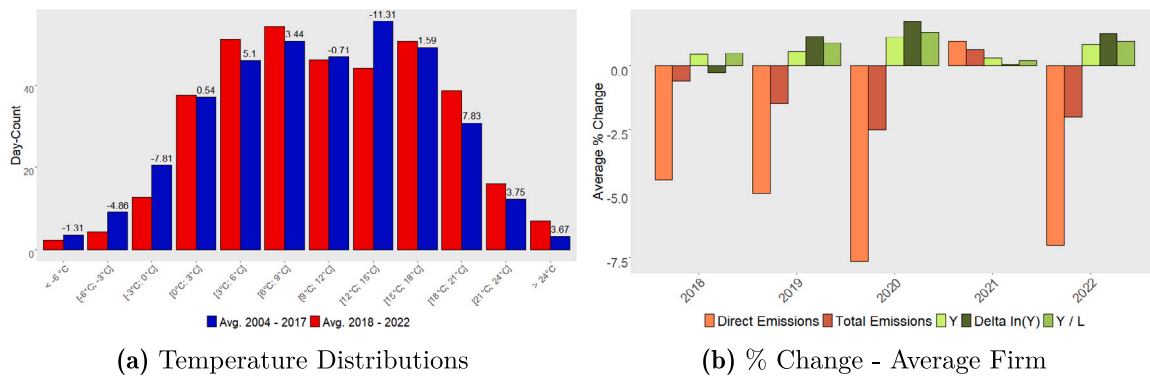 Day-Count
40
20
0
-1.31
-4.86
-7.81
0.54
5.1
3.44
-0.71
-11.31
1.59
7.83
3.75
3.67
< -6 °C
[-6°C; -3°C]
[-3°C; 0°C]
[0°C; 3°C]
[3°C; 6°C]
[6°C; 9°C]
[9°C; 12°C]
[12°C; 15°C]
[15°C; 18°C]
[18°C; 21°C]
[21°C; 24°C]
> 24°C
Avg. 2004 - 2017 Avg. 2018 - 2022
(a) Temperature Distributions
Average % Change
0.0
-2.5
-5.0
-7.5
2018
2019
2020
2021
2022
Direct Emissions Total Emissions Y Delta ln(Y) Y / L
(b) % Change - Average Firm